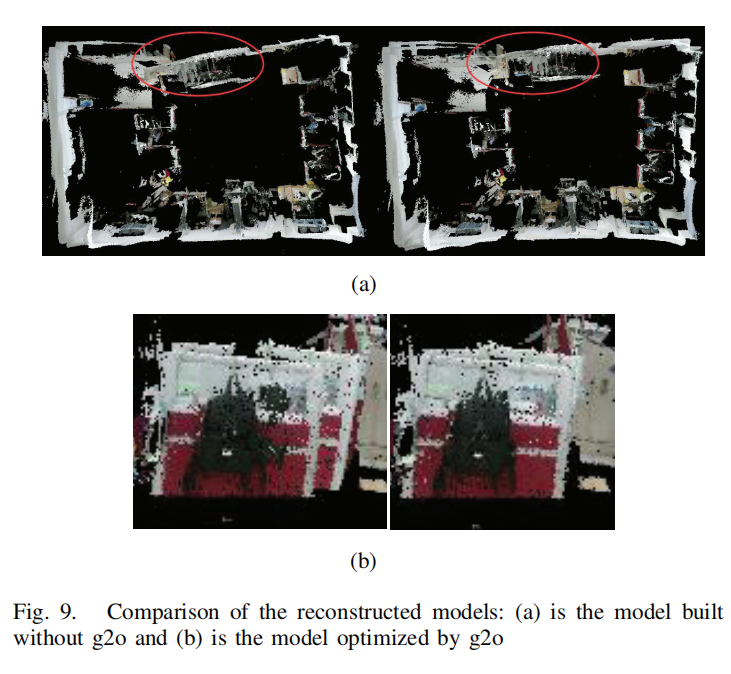 (a)
(b)
Fig. 9. Comparison of the reconstructed models: (a) is the model built
without g2o and (b) is the model optimized by g2o